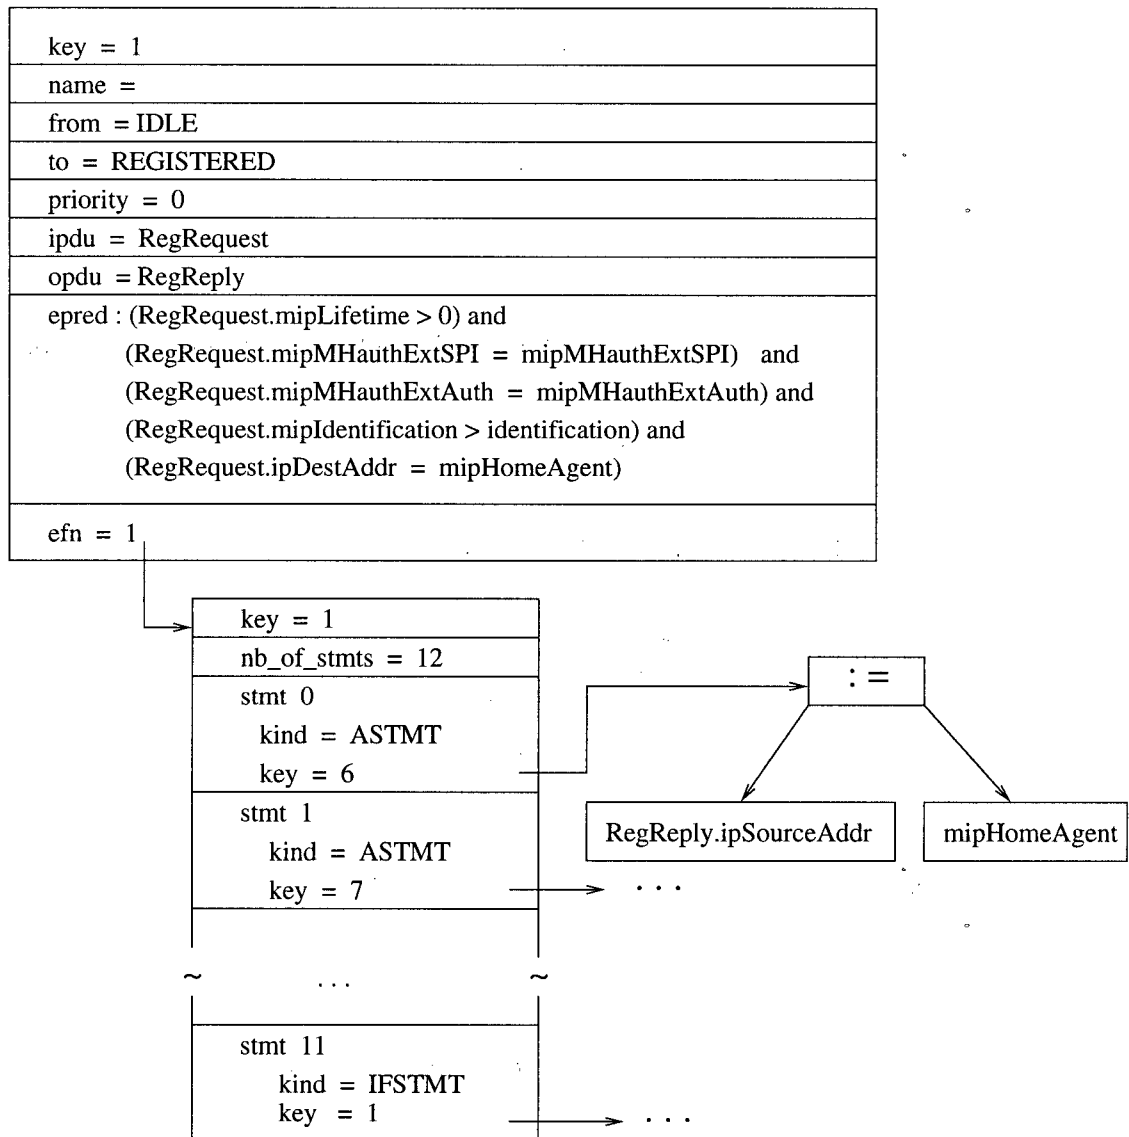 key = 1
name =
from = IDLE
to = REGISTERED
priority = 0
ipdu = RegRequest
opdu = RegReply
epred : (RegRequest.mipLifetime > 0) and
(RegRequest.mipMHauthExtSPI = mipMHauthExtSPI) and
(RegRequest.mipMHauthExtAuth = mipMHauthExtAuth) and
(RegRequest.mipIdentification > identification) and
(RegRequest.ipDestAddr = mipHomeAgent)
efn = 1
key = 1
nb_of_stmts = 12
stmt 0
kind = ASTMT
key = 6
:=
RegReply.ipSourceAddr
mipHomeAgent
stmt 1
kind = ASTMT
key = 7
. . .
~ . . . ~
stmt 11
kind = IFSTMT
key = 1
. . .